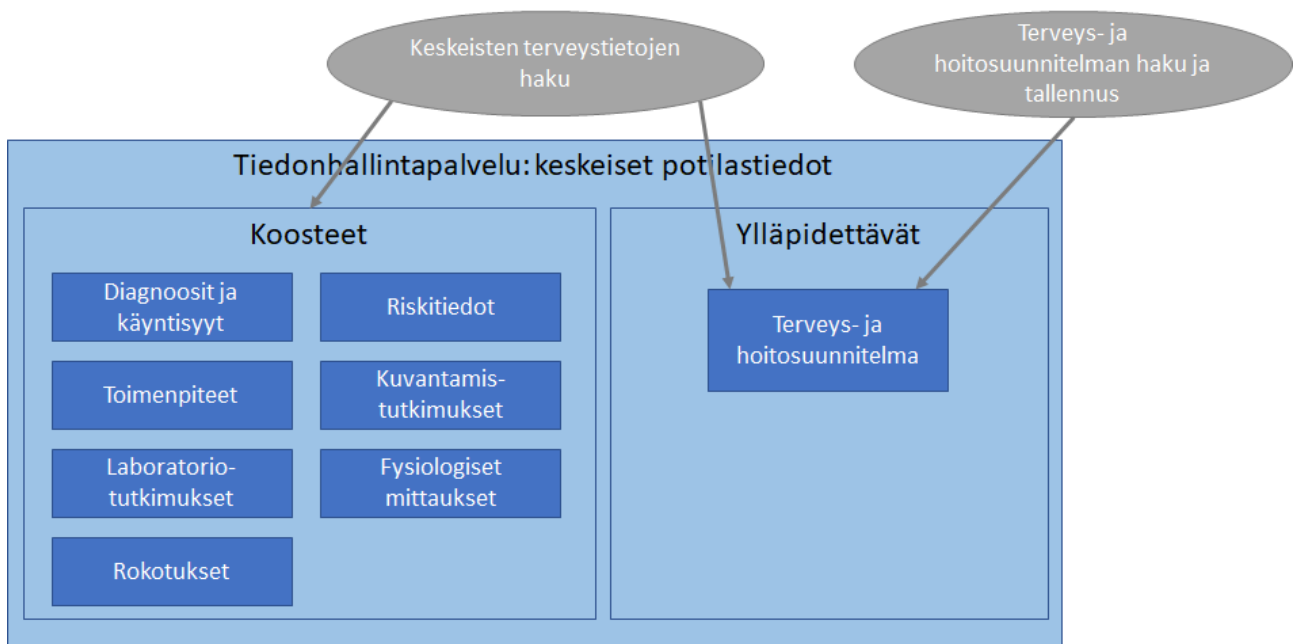 Keskeisten terveystietojen
haku
Terveys- ja
hoitosuunnitelman haku ja
tallennus
Tiedonhallintapalvelu: keskeiset potilastiedot
Koosteet
Diagnoosit ja
käyntisyyt
Riskitiedot
Toimenpiteet
Kuvantamis-
tutkimukset
Laboratorio-
tutkimukset
Fysiologiset
mittaukset
Rokotukset
Ylläpidettävät
Terveys- ja
hoitosuunnitelma